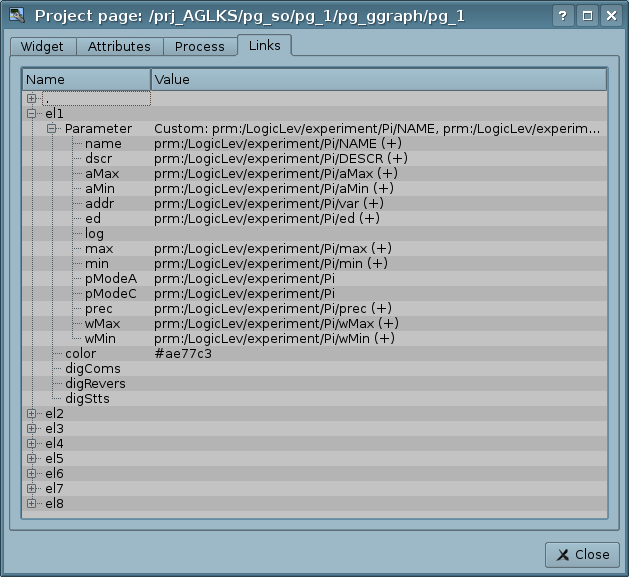 Project page: /prj_AGLKS/pg_so/pg_1/pg_ggraph/pg_1
Widget Attributes Process Links
Name Value
.
el1
Parameter Custom: prm:/LogicLev/experiment/Pi/NAME, prm:/LogicLev/experim...
name prm:/LogicLev/experiment/Pi/NAME (+)
dscr prm:/LogicLev/experiment/Pi/DESCR (+)
aMax prm:/LogicLev/experiment/Pi/aMax (+)
aMin prm:/LogicLev/experiment/Pi/aMin (+)
addr prm:/LogicLev/experiment/Pi/var (+)
ed prm:/LogicLev/experiment/Pi/ed (+)
log
max prm:/LogicLev/experiment/Pi/max (+)
min prm:/LogicLev/experiment/Pi/min (+)
pModeA prm:/LogicLev/experiment/Pi
pModeC prm:/LogicLev/experiment/Pi
prec prm:/LogicLev/experiment/Pi/prec (+)
wMax prm:/LogicLev/experiment/Pi/wMax (+)
wMin prm:/LogicLev/experiment/Pi/wMin (+)
color #ae77c3
digComs
digRevers
digStts
el2
el3
el4
el5
el6
el7
el8
Close